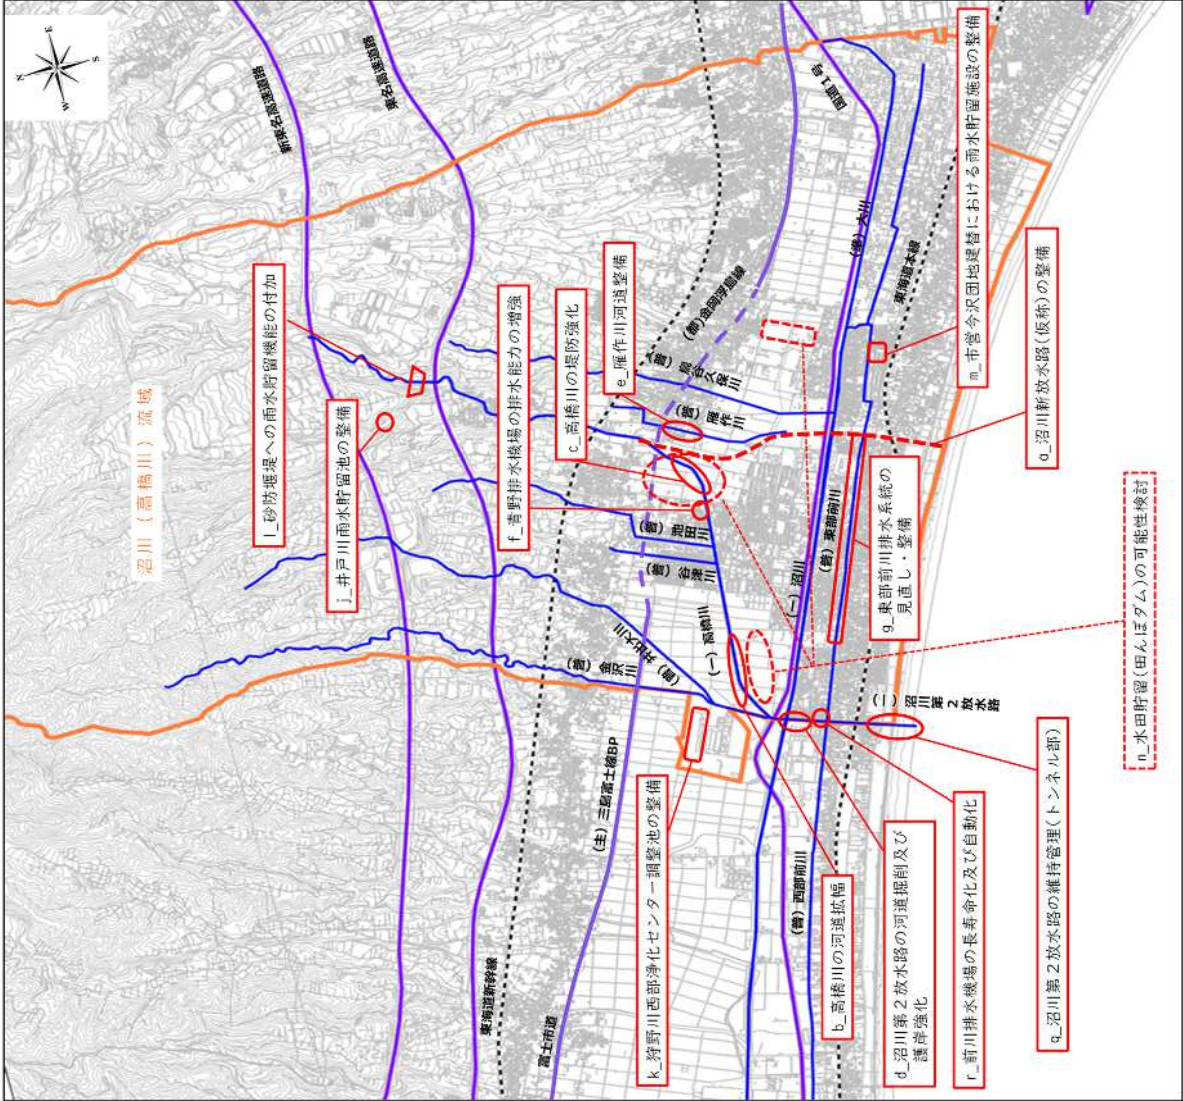 N
E
S
W
新東名高速道路
東名高速道路
国道1号
沼川（高橋川）流域
l_砂防堰堤への雨水貯留機能の付加
j_井戸川雨水貯留池の整備
f_青野排水機場の排水能力の増強
c_高橋川の堤防強化
e_雁作川河道整備
(都)金岡浮島線
(普)大川
東海道本線
m_市営今沢団地建替における雨水貯留施設の整備
a_沼川新放水路(仮称)の整備
(普)雁作川
(普)池田川
(普)谷津川
(一)沼川
(普)東部前川
g_東部前川排水系統の
見直し・整備
n_水田貯留(田んぼダム)の可能性検討
(一)高橋川
(普)井出大川
(普)金沢川
(二)沼川第2放水路
k_狩野川西部浄化センター調整池の整備
(主)三島富士線BP
(普)西部前川
東海道新幹線
富士市道
b_高橋川の河道拡幅
d_沼川第2放水路の河道掘削及び
護岸強化
r_前川排水機場の長寿命化及び自動化
q_沼川第2放水路の維持管理(トンネル部)